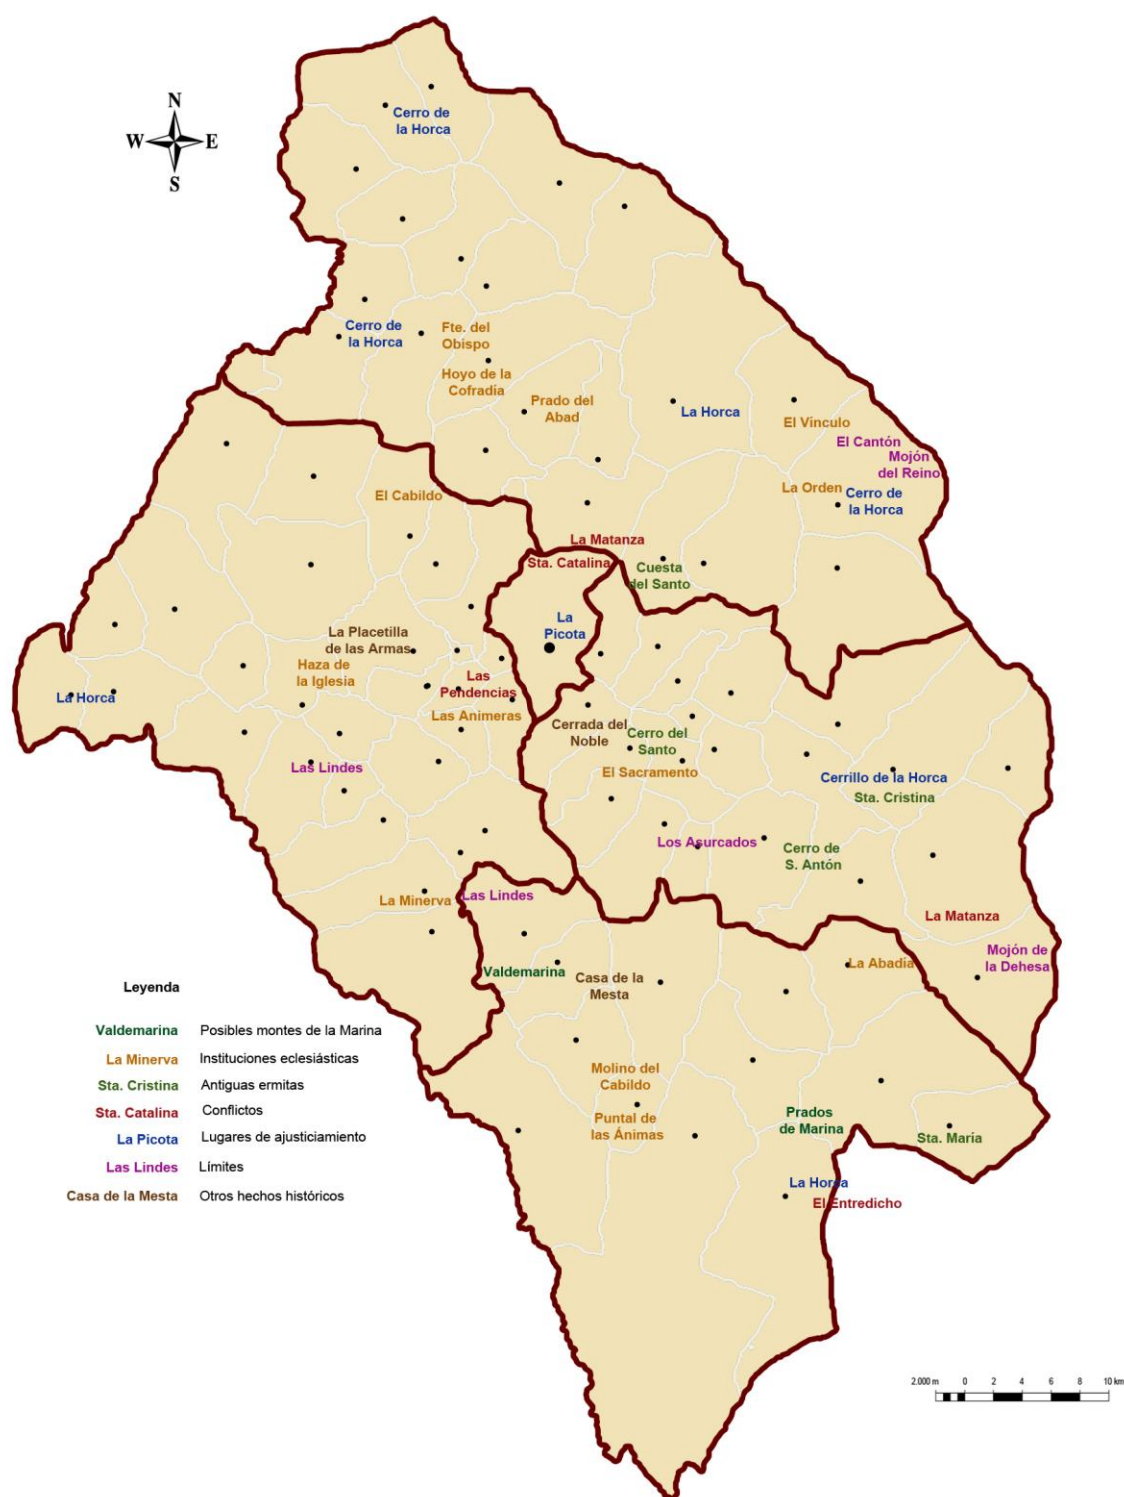 N
W E
S
Cerro de
la Horca
Cerro de
la Horca
Fte. del
Obispo
Hoyo de la
Cofradía
Prado del
Abad
La Horca
El Vinculo
El Cantón
Mojón
del Reino
La Orden
Cerro de
la Horca
El Cabildo
La Matanza
Sta. Catalina
Cuesta
del Santo
La
Picota
La Placetilla
de las Armas
Haza de
la Iglesia
Las
Pendencias
Las Animeras
La Horca
Las Lindes
Cerrada del
Noble
Cerro del
Santo
El Sacramento
Cerrillo de la Horca
Sta. Cristina
Los Asurcados
Cerro de
S. Antón
La Minerva
Las Lindes
La Matanza
Mojón de
la Dehesa
Valdemarina
Casa de la
Mesta
La Abadía
Molino del
Cabildo
Puntal de
las Ánimas
Prados
de Marina
Sta. María
La Horca
El Entredicho
Leyenda
Valdemarina Posibles montes de la Marina
La Minerva Instituciones eclesiásticas
Sta. Cristina Antiguas ermitas
Sta. Catalina Conflictos
La Picota Lugares de ajusticiamiento
Las Lindes Límites
Casa de la Mesta Otros hechos históricos
2.000 m 0 2 4 6 8 10 km